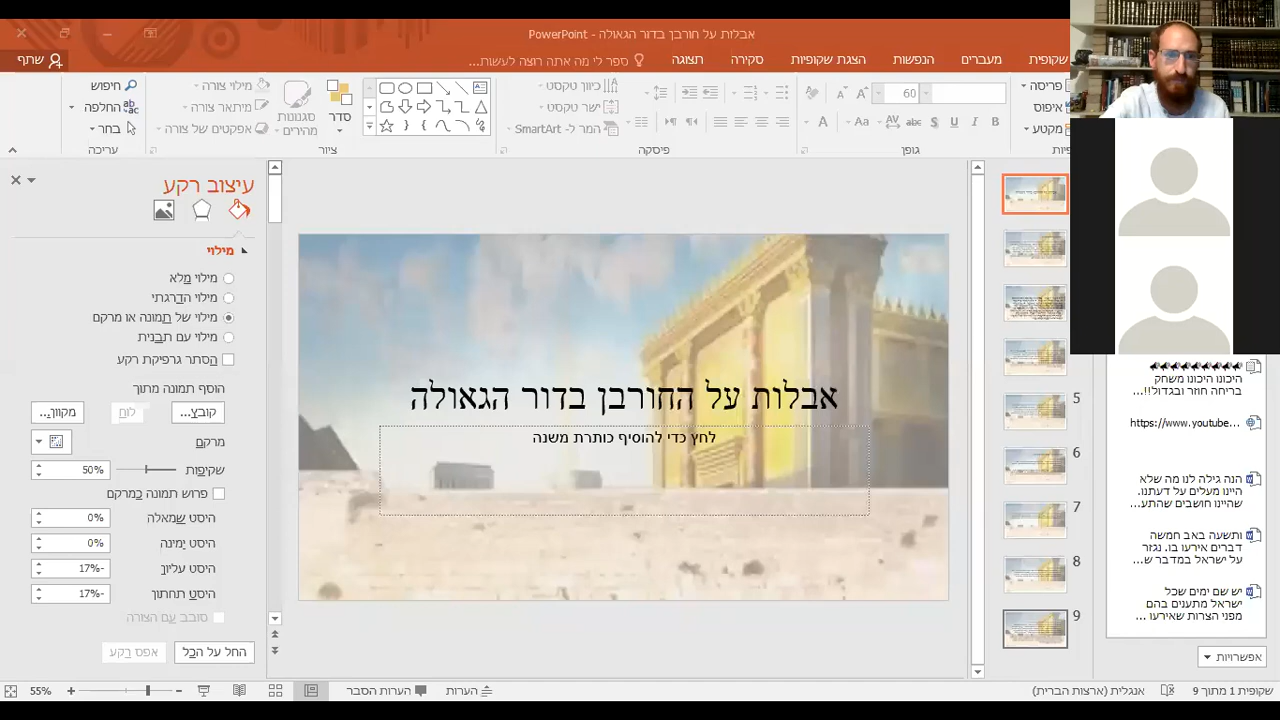 אבלות על חורבן בדור הגאולה - PowerPoint
שקופית
מעברים
הנפשות
הצגת שקופיות
סקירה
תצוגה
ספר לי מה אתה רוצה לעשות...
שתף
פריסה
איפוס
מקטע
60
Aa
AV
abc
S
U
I
B
כיוון טקסט
ישר טקסט
המר ל- SmartArt
סדר
סגנונות
מהירים
מילוי צורה
מיתאר צורה
אפקטים של צורה
חיפוש
החלפה
בחר
גופן
פיסקה
ציור
עריכה
עיצוב רקע
מילוי
מילוי מלא
מילוי הדרגתי
מילוי של תמונה או מרקם
מילוי עם תבנית
הסתר גרפיקת רקע
הוסף תמונה מתוך
קובץ...
לוח
מקוון...
מרקם
שקיפות
50%
פרוש תמונה כמרקם
היסט שמאלה
0%
היסט ימינה
0%
היסט עליון
-17%
היסט תחתון
-17%
סובב עם הצורה
החל על הכל
אפס רקע
אבלות על החורבן בדור הגאולה
לחץ כדי להוסיף כותרת משנה
5
6
7
8
9
היכונו היכונו משחק
בריחה חוזר ובגדול!!...
https://www.youtube...
הנה גילה לנו מה שלא
היינו מעלים על דעתנו.
שהיינו חושבים שהתע...
ותשעה באב חמשה
דברים אירעו בו. נגזר
על ישראל במדבר ש...
יש שם ימים שכל
ישראל מתענים בהם
מפני הצרות שאירעו ...
אפשרויות
שקופית 1 מתוך 9
אנגלית (ארצות הברית)
הערות
הערות הסבר
55%